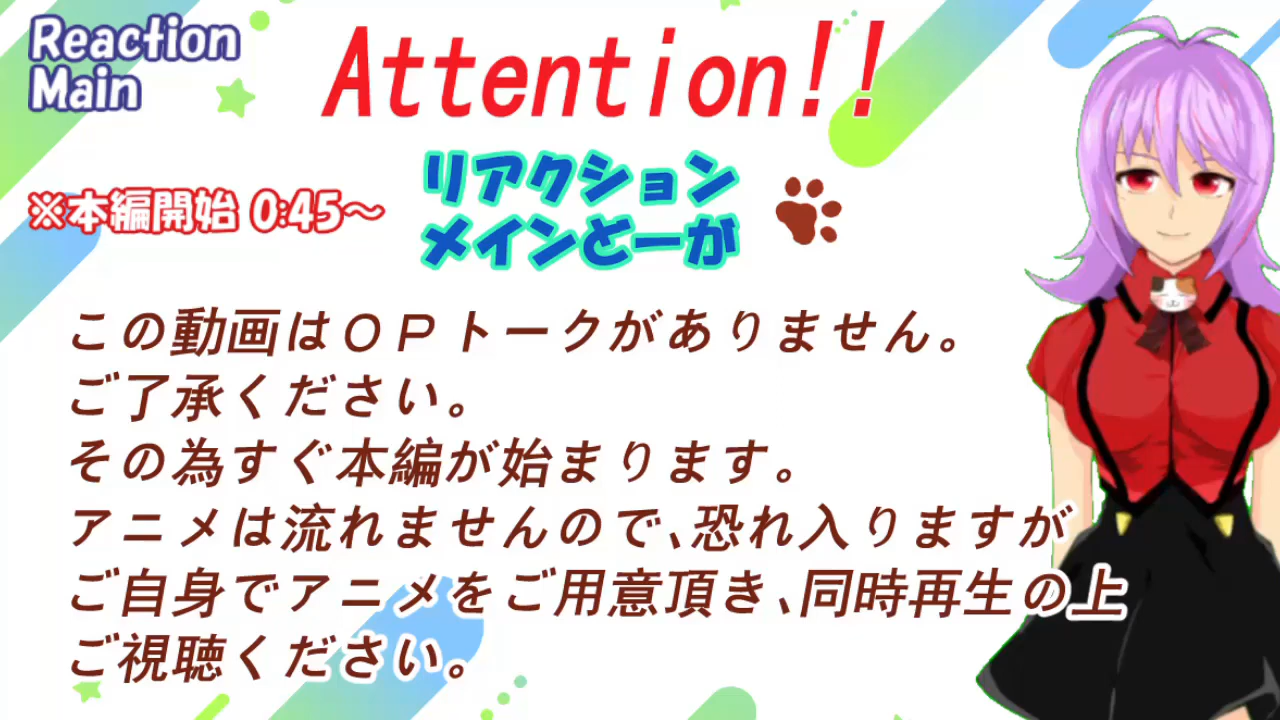 Reaction
Main
Attention!!
リアクション
メインとーが
※本編開始 0:45～
この動画はＯＰトークがありません。
ご了承ください。
その為すぐ本編が始まります。
アニメは流れませんので、恐れ入りますが
ご自身でアニメをご用意頂き、同時再生の上
ご視聴ください。